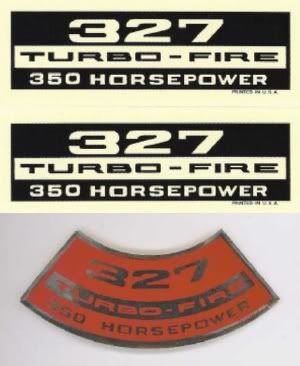 327
TURBO-FIRE
350 HORSEPOWER
PRINTED IN U.S.A.
327
TURBO-FIRE
350 HORSEPOWER
PRINTED IN U.S.A.
327
TURBO-FIRE
350 HORSEPOWER